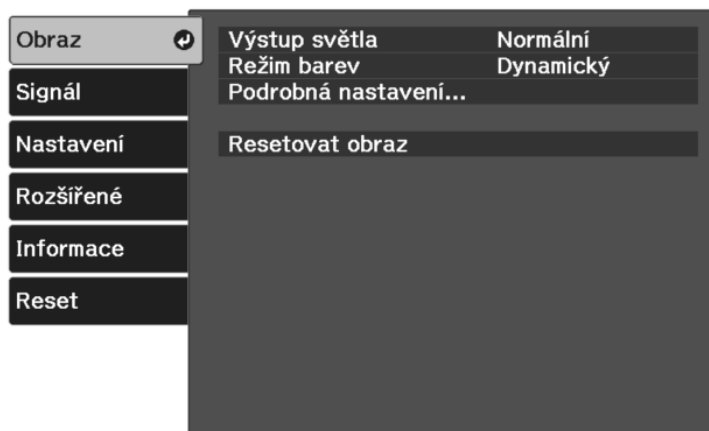 Obraz
Signál
Nastavení
Rozšířené
Informace
Reset
Výstup světla Normální
Režim barev Dynamický
Podrobná nastavení...
Resetovat obraz